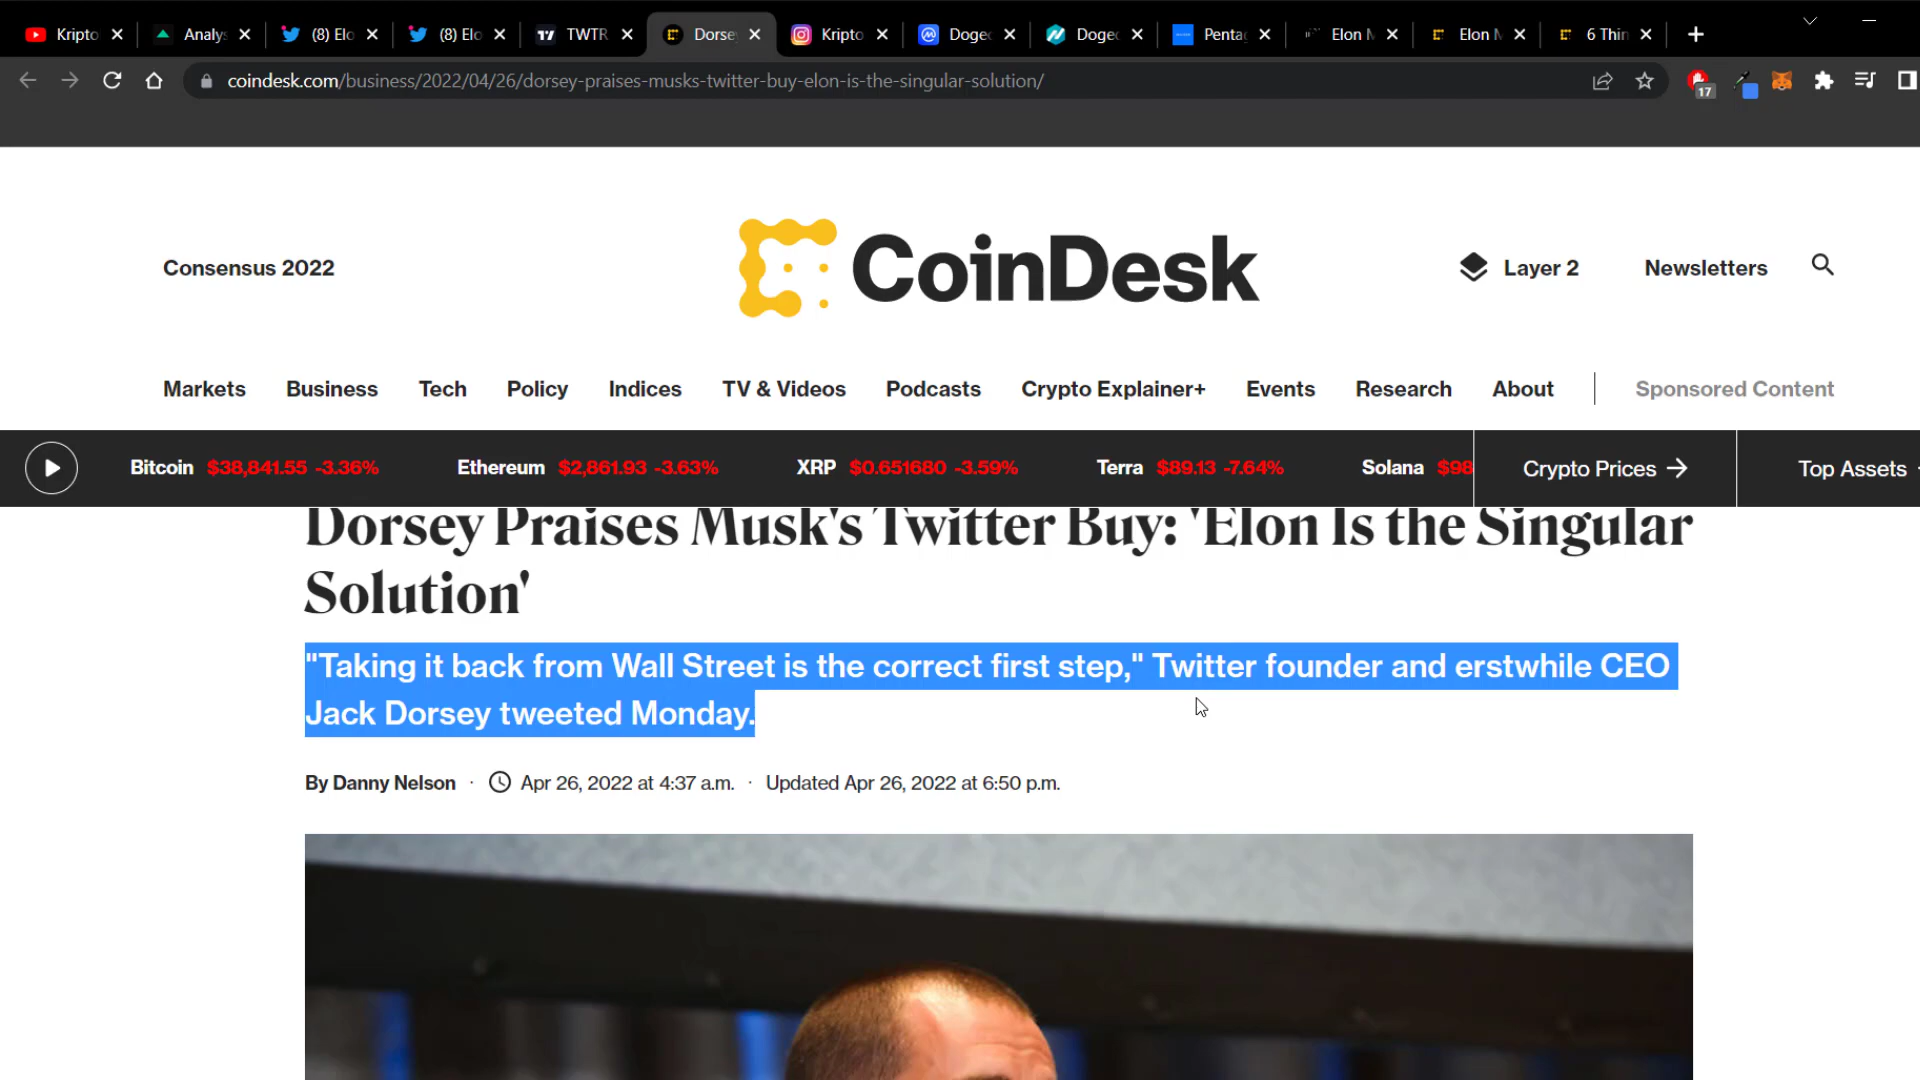 Kripto
Analy
(8) Elo
(8) Elo
TWTR
Dorse
Kripto
Doge
Doge
Penta
Elon M
Elon M
6 Thin
coindesk.com/business/2022/04/26/dorsey-praises-musks-twitter-buy-elon-is-the-singular-solution/
17
Consensus 2022
CoinDesk
Layer 2
Newsletters
Markets Business Tech Policy Indices TV & Videos Podcasts Crypto Explainer+ Events Research About Sponsored Content
Bitcoin $38,841.55 -3.36% Ethereum $2,861.93 -3.63% XRP $0.651680 -3.59% Terra $89.13 -7.64% Solana $98 Crypto Prices → Top Assets
Dorsey Praises Musk's Twitter Buy: 'Elon Is the Singular
Solution'
"Taking it back from Wall Street is the correct first step," Twitter founder and erstwhile CEO
Jack Dorsey tweeted Monday.
By Danny Nelson · Apr 26, 2022 at 4:37 a.m. · Updated Apr 26, 2022 at 6:50 p.m.